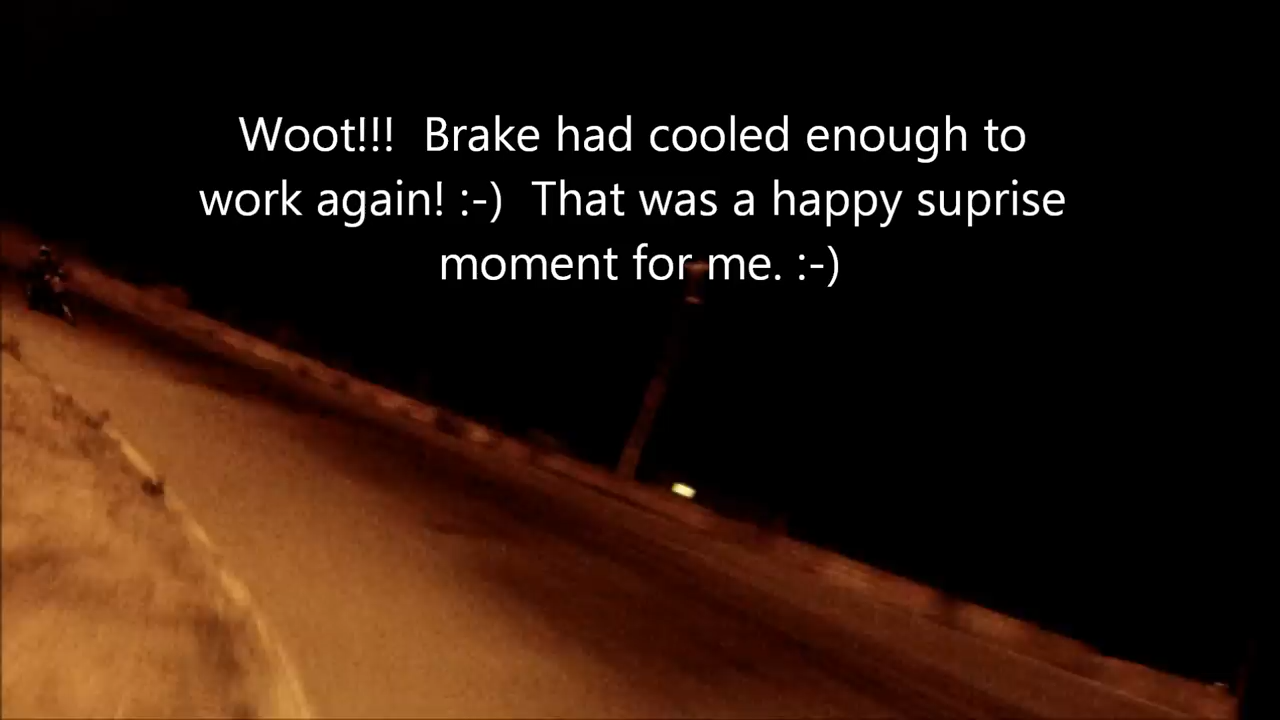 Woot!!!  Brake had cooled enough to
work again! :-)  That was a happy suprise
moment for me. :-)